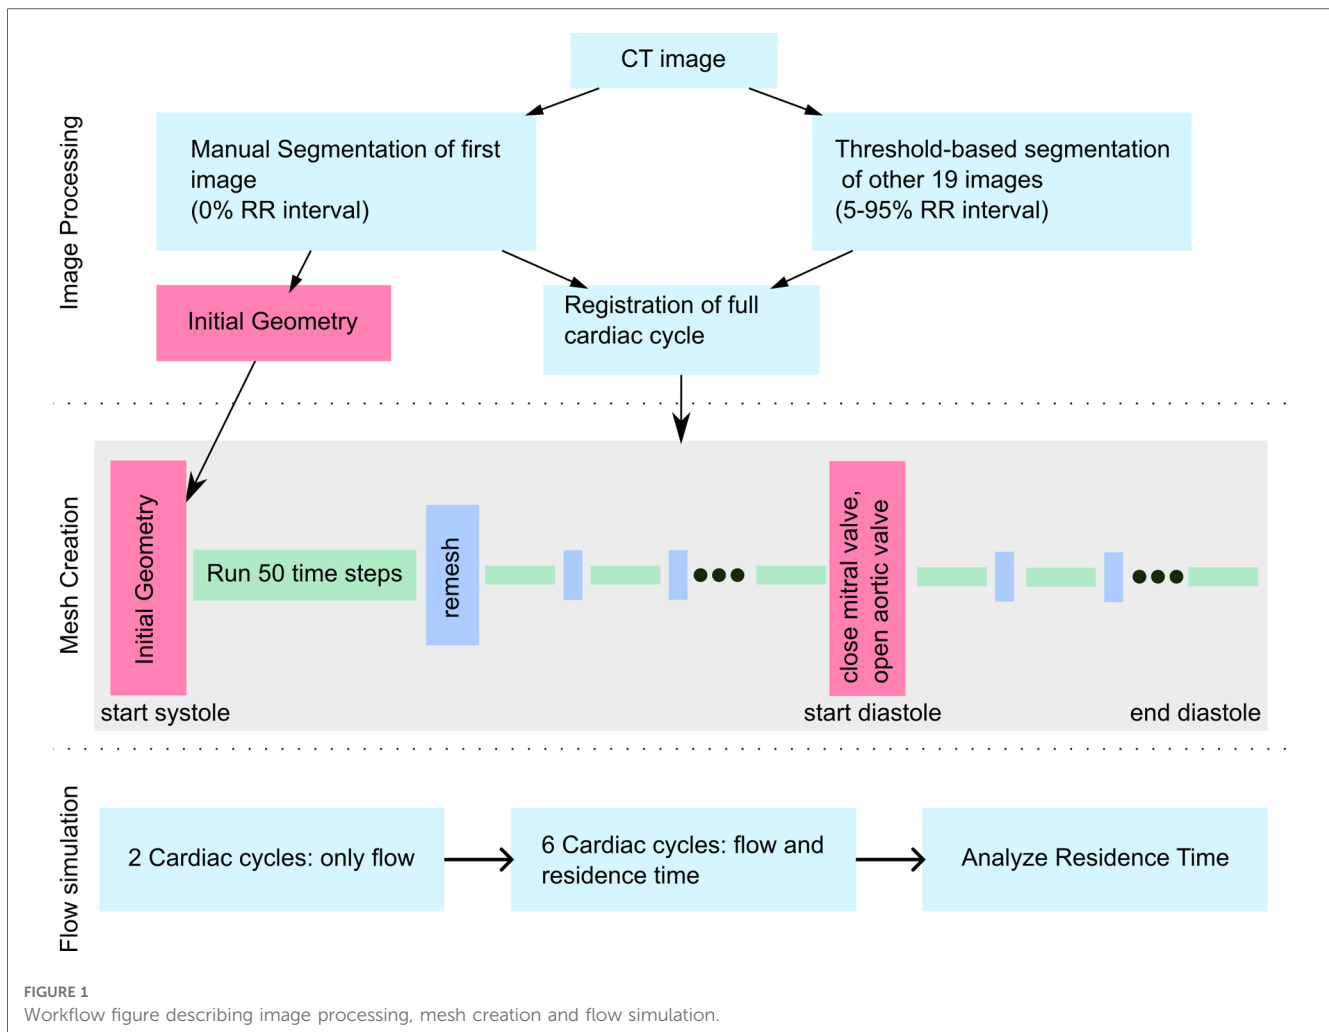 CT image
Image Processing
Manual Segmentation of first
image
(0% RR interval)
Threshold-based segmentation
of other 19 images
(5-95% RR interval)
Initial Geometry
Registration of full
cardiac cycle
Mesh Creation
Initial Geometry
Run 50 time steps
remesh
close mitral valve,
open aortic valve
start systole
start diastole
end diastole
Flow simulation
2 Cardiac cycles: only flow
6 Cardiac cycles: flow and
residence time
Analyze Residence Time
FIGURE 1
Workflow figure describing image processing, mesh creation and flow simulation.